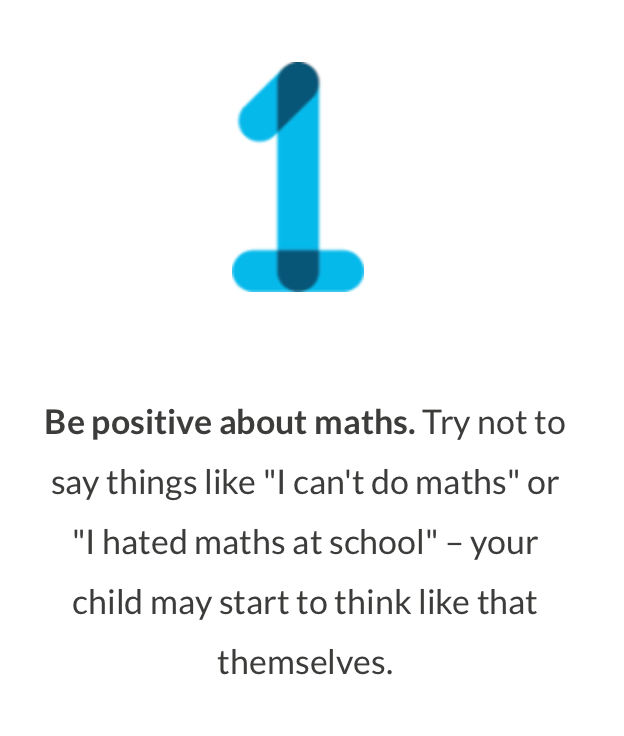 1
Be positive about maths. Try not to
say things like "I can't do maths" or
"I hated maths at school" – your
child may start to think like that
themselves.